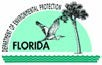 DEPARTMENT OF ENVIRONMENTAL PROTECTION
FLORIDA